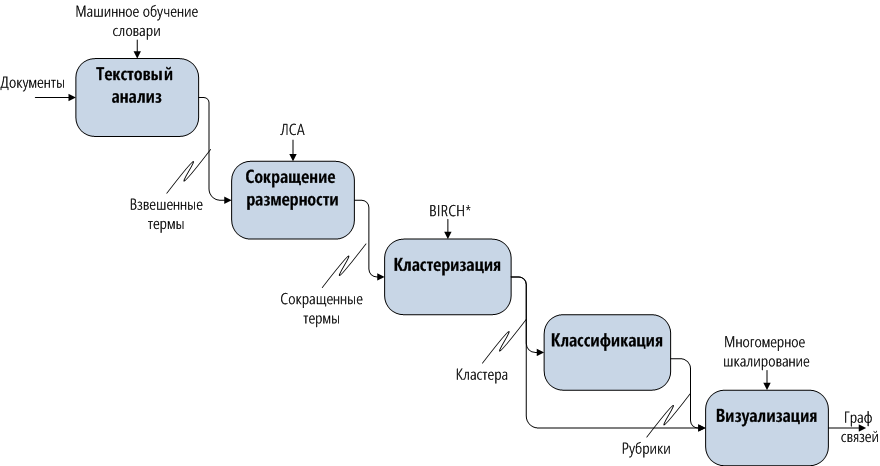 Машинное обучение
словари
Документы
Текстовый
анализ
ЛСА
Взвешенные
термы
Сокращение
размерности
BIRCH*
Сокращенные
термы
Кластеризация
Кластера
Классификация
Многомерное
шкалирование
Рубрики
Визуализация
Граф
связей